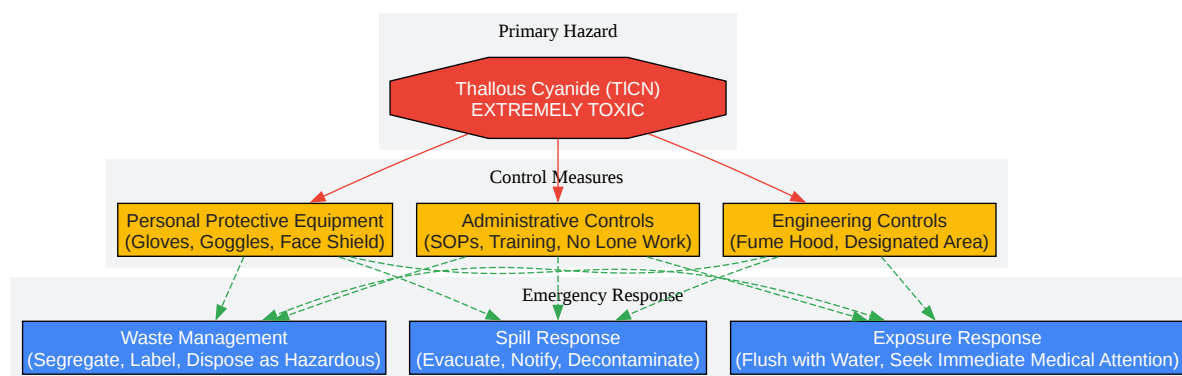 Primary Hazard
Thallous Cyanide (TlCN)
EXTREMELY TOXIC
Control Measures
Personal Protective Equipment
(Gloves, Goggles, Face Shield)
Administrative Controls
(SOPs, Training, No Lone Work)
Engineering Controls
(Fume Hood, Designated Area)
Emergency Response
Waste Management
(Segregate, Label, Dispose as Hazardous)
Spill Response
(Evacuate, Notify, Decontaminate)
Exposure Response
(Flush with Water, Seek Immediate Medical Attention)